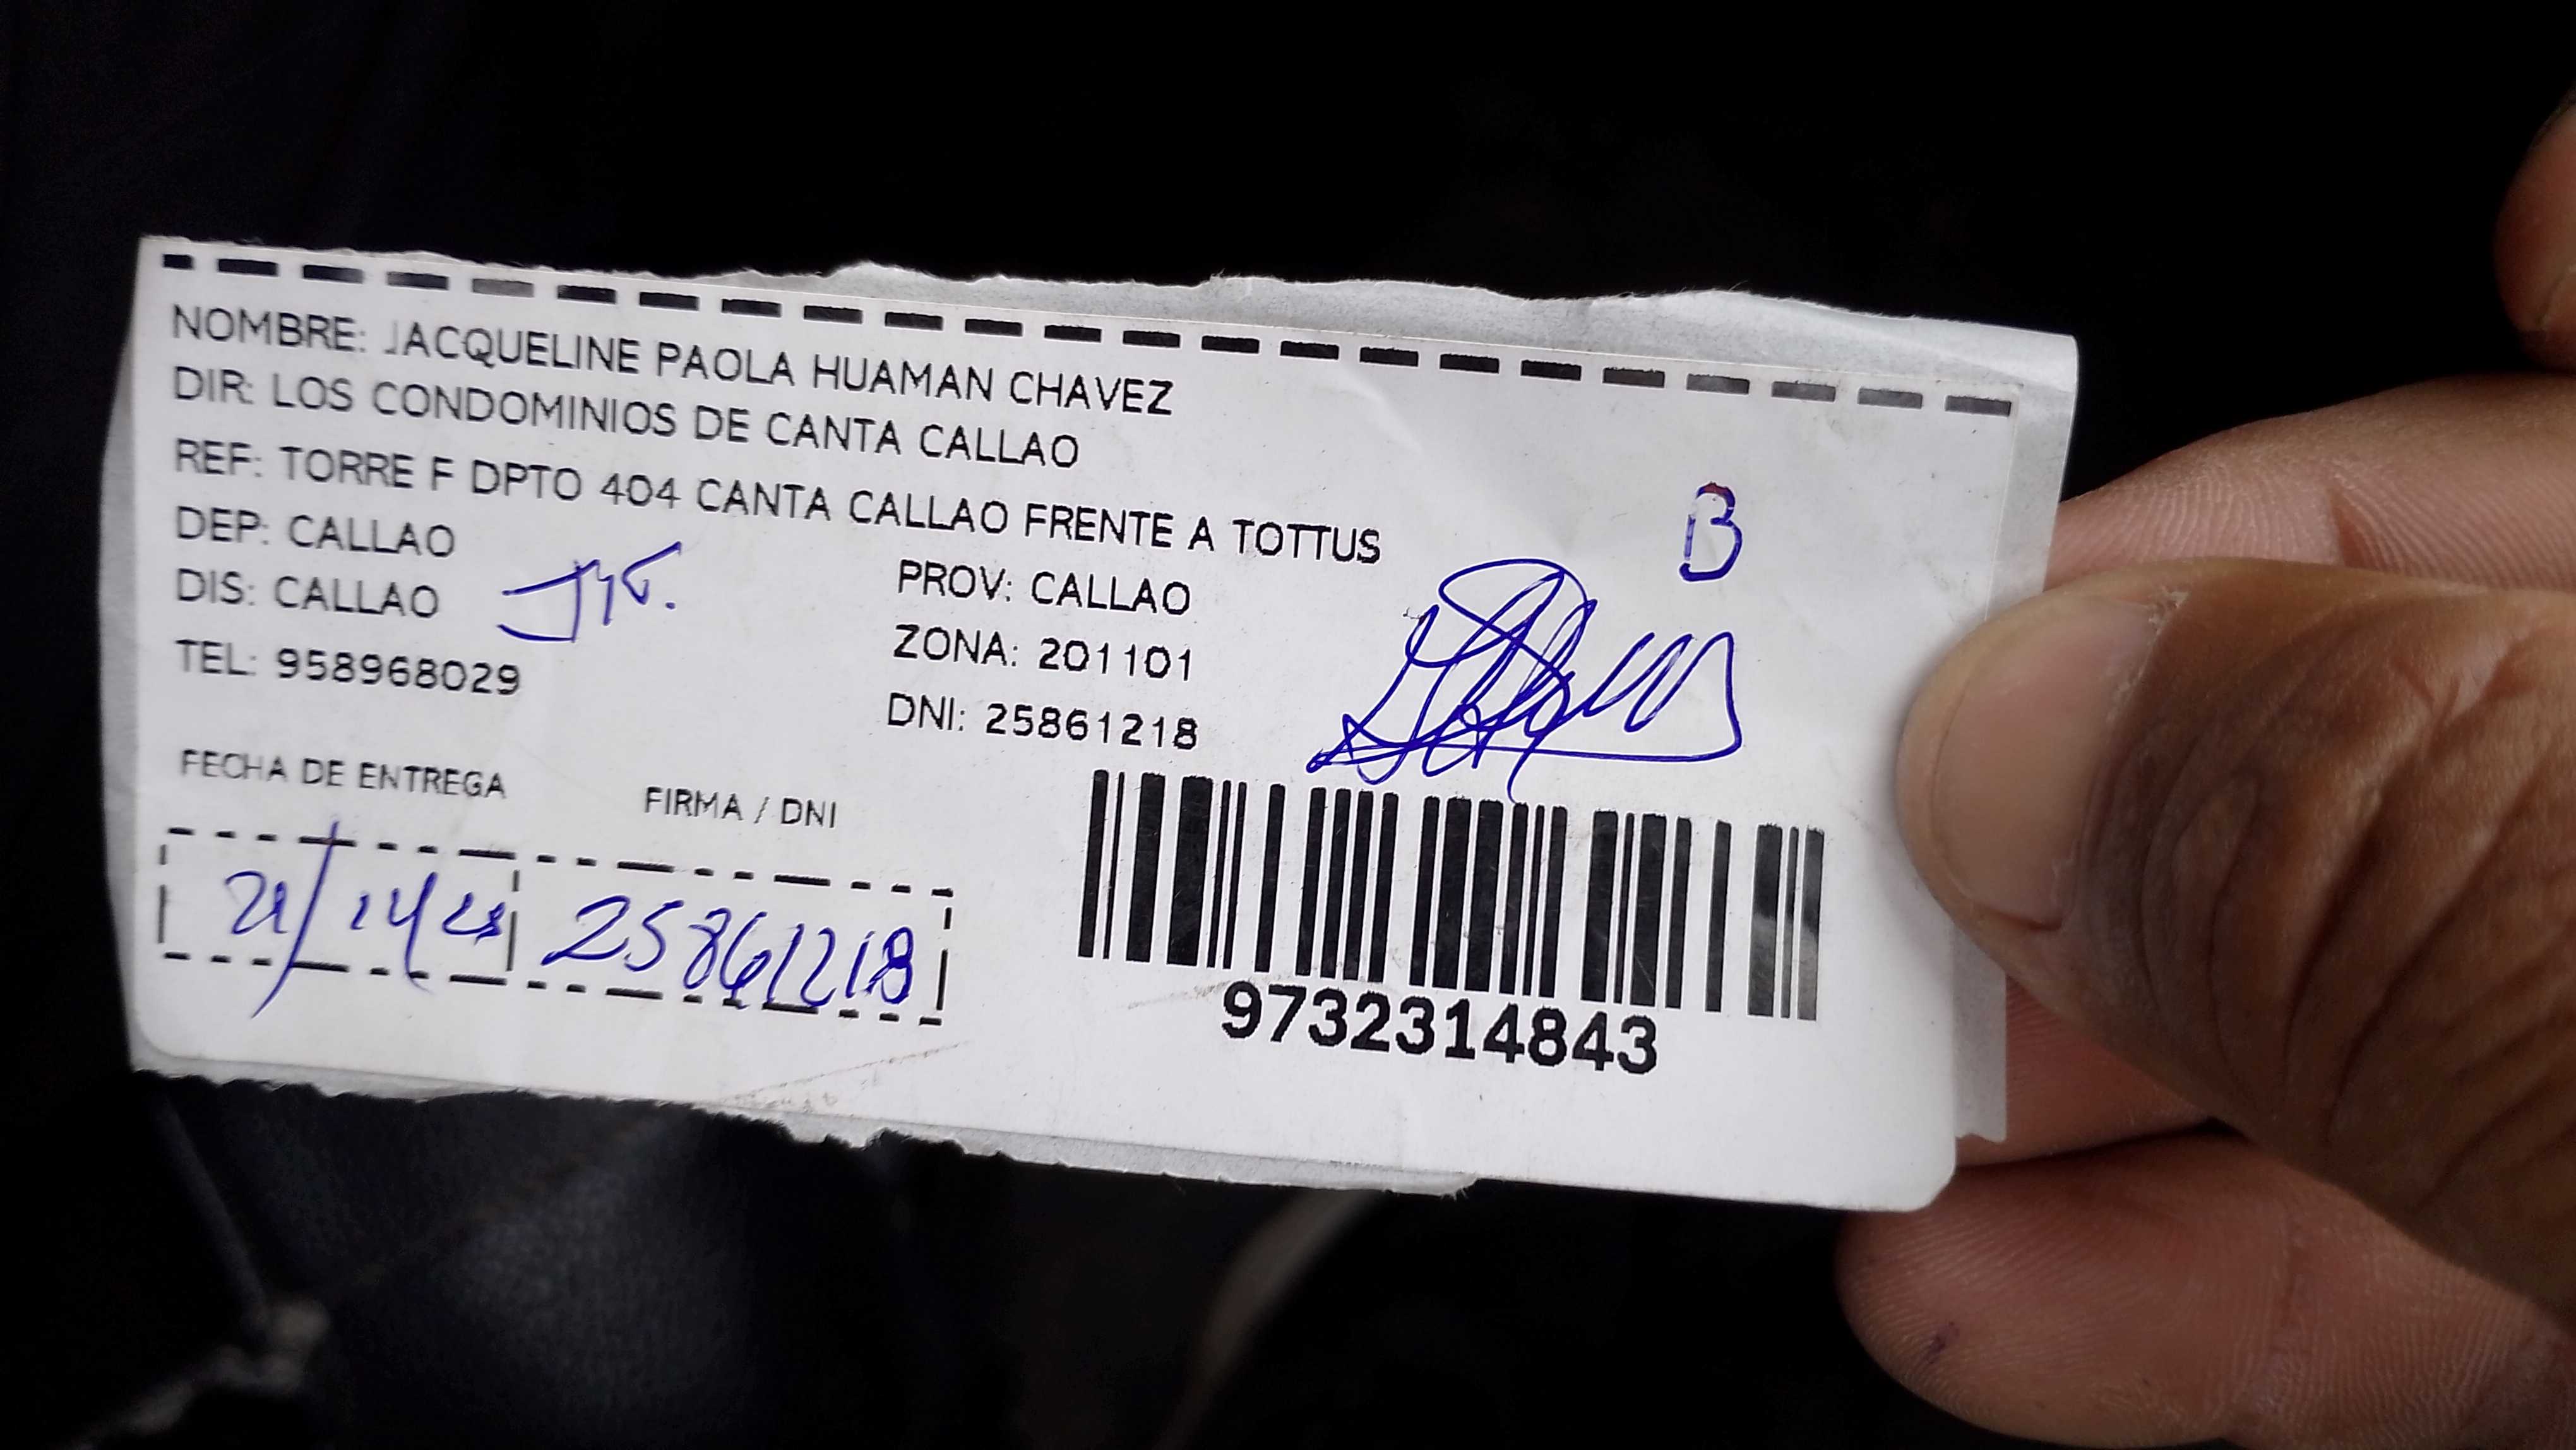 NOMBRE: JACQUELINE PAOLA HUAMAN CHAVEZ
DIR: LOS CONDOMINIOS DE CANTA CALLAO
REF: TORRE F DPTO 404 CANTA CALLAO FRENTE A TOTTUS
DEP: CALLAO
PROV: CALLAO
B
DIS: CALLAO
ZONA: 201101
TEL: 958968029
DNI: 25861218
FECHA DE ENTREGA
FIRMA / DNI
25861218
9732314843